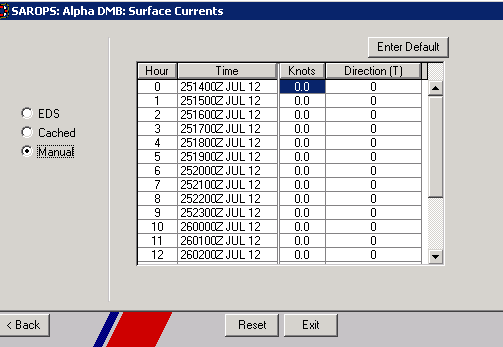 SAROPS: Alpha DMB: Surface Currents
Enter Default
Hour Time Knots Direction (T)
0 251400Z JUL 12 0.0 0
1 251500Z JUL 12 0.0 0
2 251600Z JUL 12 0.0 0
3 251700Z JUL 12 0.0 0
4 251800Z JUL 12 0.0 0
5 251900Z JUL 12 0.0 0
6 252000Z JUL 12 0.0 0
7 252100Z JUL 12 0.0 0
8 252200Z JUL 12 0.0 0
9 252300Z JUL 12 0.0 0
10 260000Z JUL 12 0.0 0
11 260100Z JUL 12 0.0 0
12 260200Z JUL 12 0.0 0
EDS
Cached
Manual
< Back Reset Exit